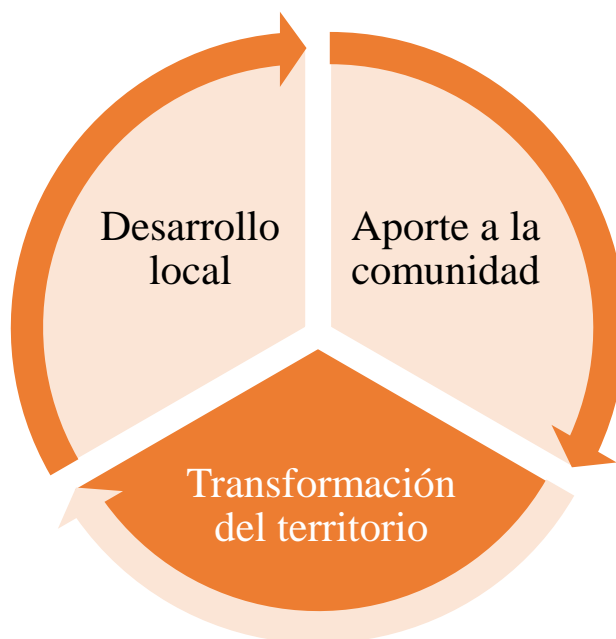 Desarrollo
local
Aporte a la
comunidad
Transformación
del territorio